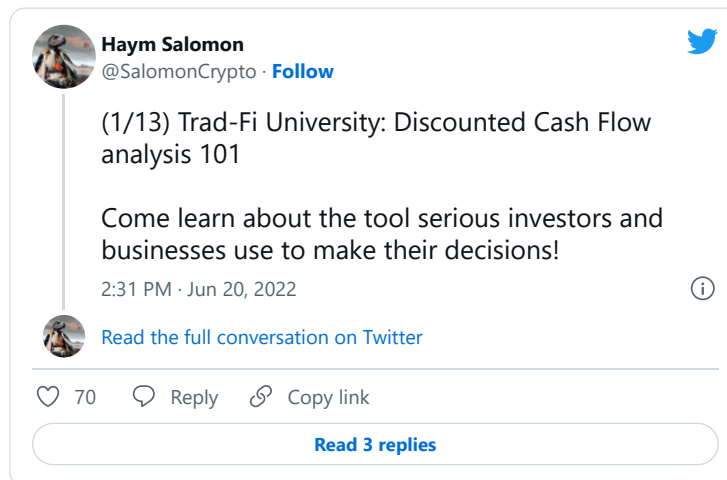 Haym Salomon
@SalomonCrypto · Follow
(1/13) Trad-Fi University: Discounted Cash Flow
analysis 101
Come learn about the tool serious investors and
businesses use to make their decisions!
2:31 PM · Jun 20, 2022
Read the full conversation on Twitter
70 Reply Copy link
Read 3 replies